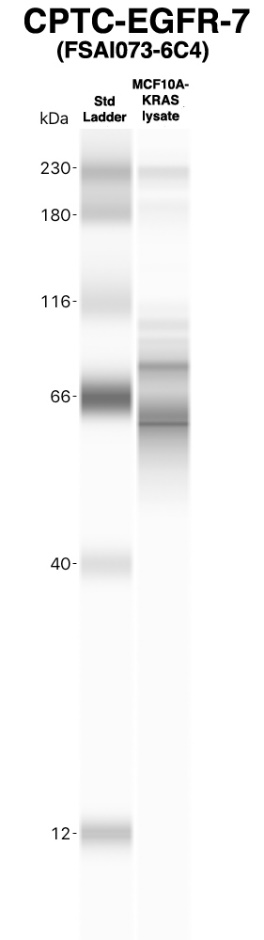 CPTC-EGFR-7
(FSAI073-6C4)
kDa
Std
Ladder
MCF10A-
KRAS
lysate
230-
180-
116-
66-
40-
12-